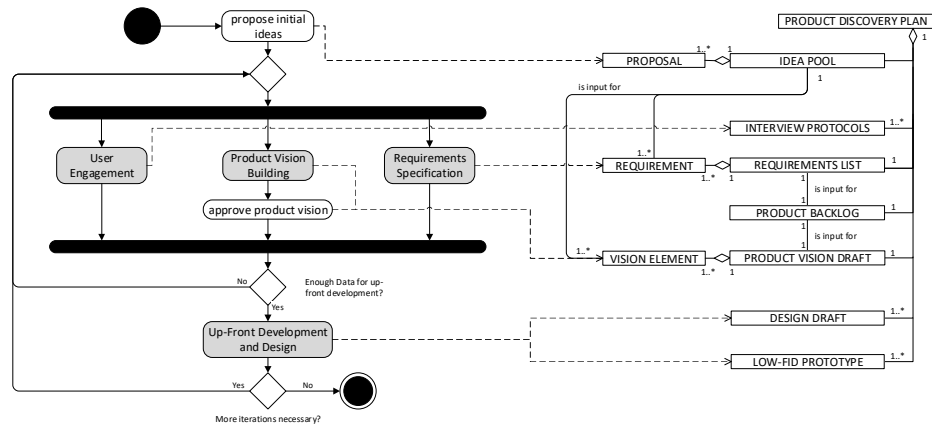 propose initial
ideas
PRODUCT DISCOVERY PLAN
1
1..*
1
PROPOSAL
IDEA POOL
1
is input for
INTERVIEW PROTOCOLS
1..*
User
Engagement
Product Vision
Building
Requirements
Specification
1..*
REQUIREMENT
REQUIREMENTS LIST
1
1..*
1
1
is input for
approve product vision
1
PRODUCT BACKLOG
1
1
is input for
1..*
1
VISION ELEMENT
PRODUCT VISION DRAFT
1
1..*
1
No
Enough Data for up-
front development?
Yes
Up-Front Development
and Design
DESIGN DRAFT
1..*
LOW-FID PROTOTYPE
1..*
Yes
No
More iterations necessary?